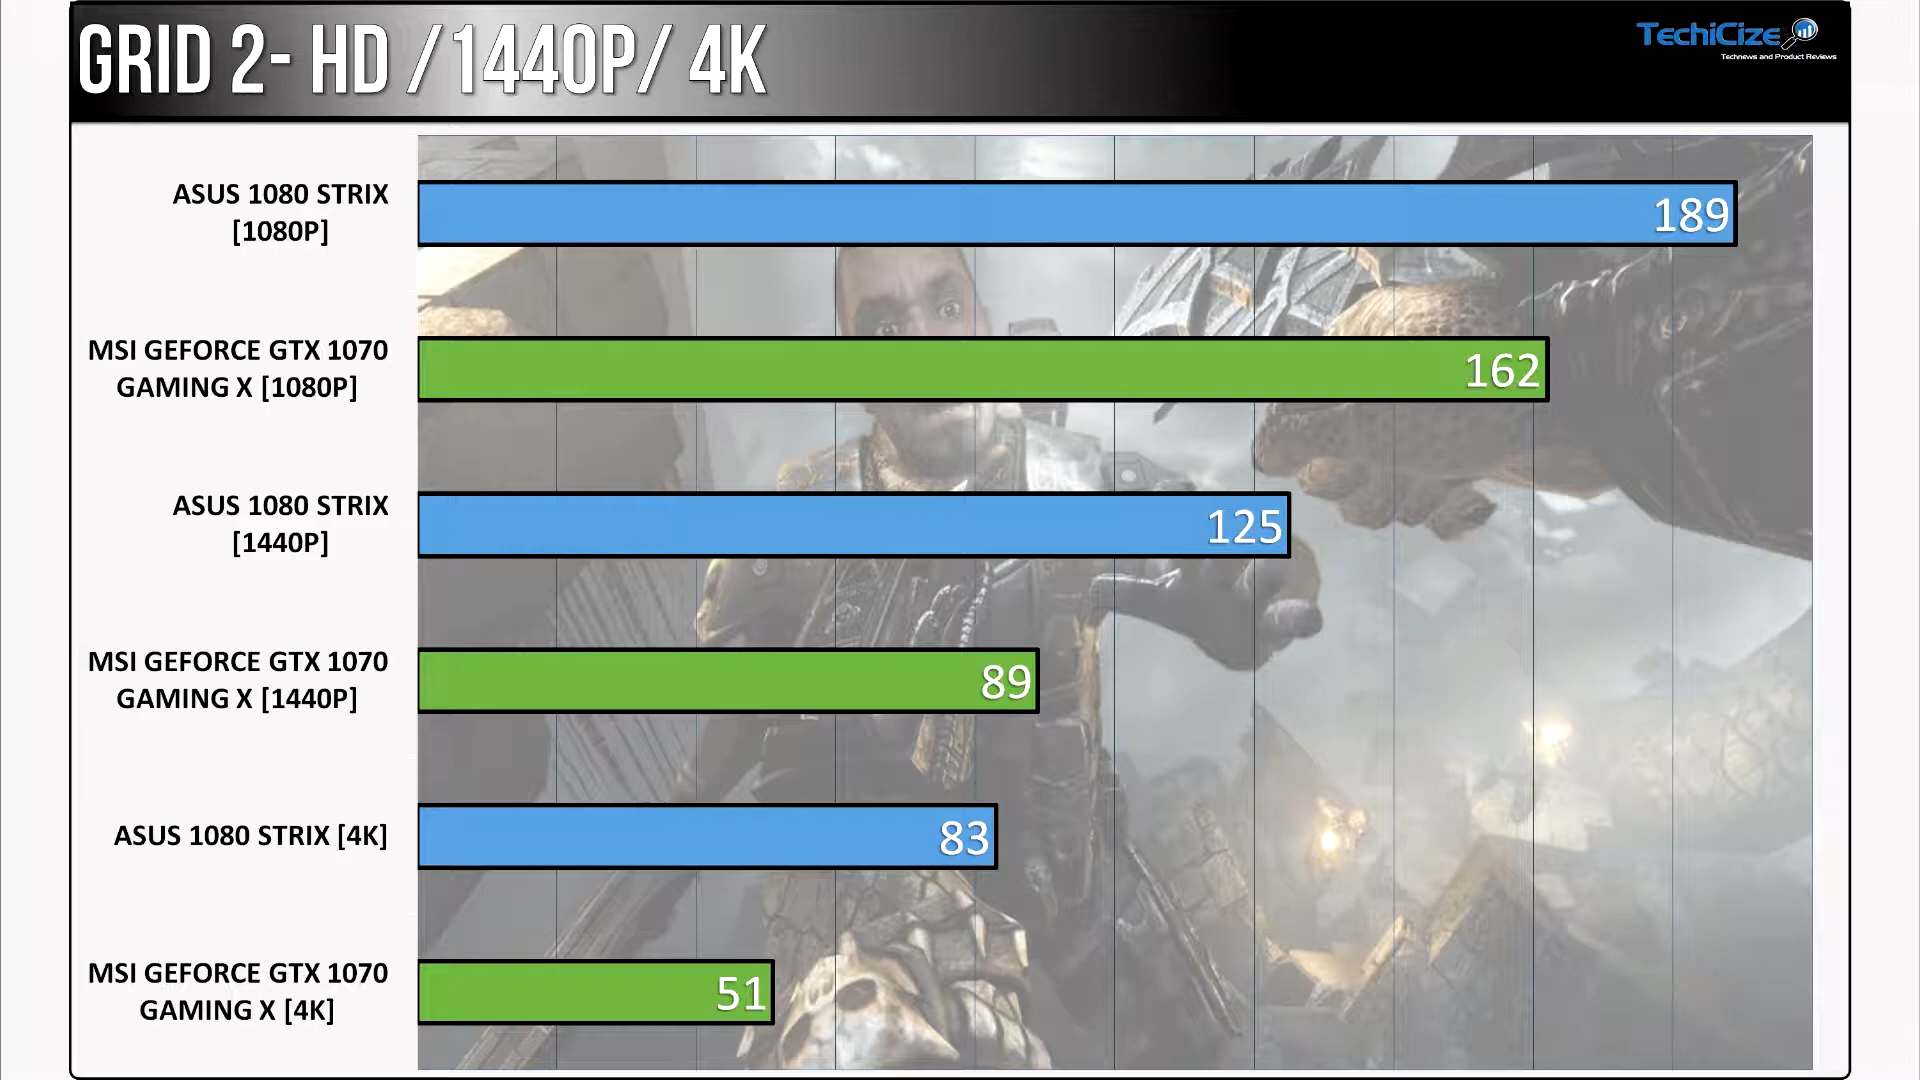 GRID 2- HD /1440P/ 4K
TechiCize
Technews and Product Reviews
ASUS 1080 STRIX
[1080P]
189
MSI GEFORCE GTX 1070
GAMING X [1080P]
162
ASUS 1080 STRIX
[1440P]
125
MSI GEFORCE GTX 1070
GAMING X [1440P]
89
ASUS 1080 STRIX [4K]
83
MSI GEFORCE GTX 1070
GAMING X [4K]
51